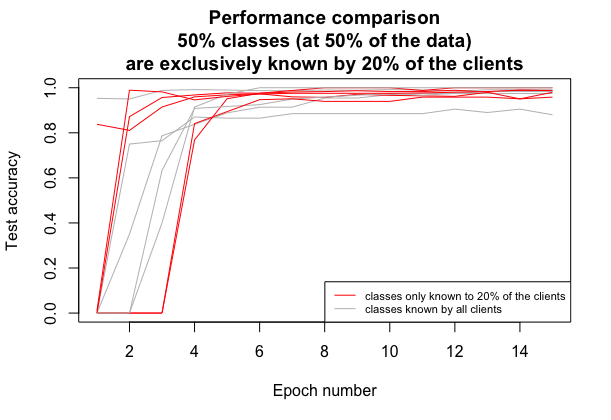 Performance comparison
50% classes (at 50% of the data)
are exclusively known by 20% of the clients
Test accuracy
1.0
0.8
0.6
0.4
0.2
0.0
classes only known to 20% of the clients
classes known by all clients
2 4 6 8 10 12 14
Epoch number